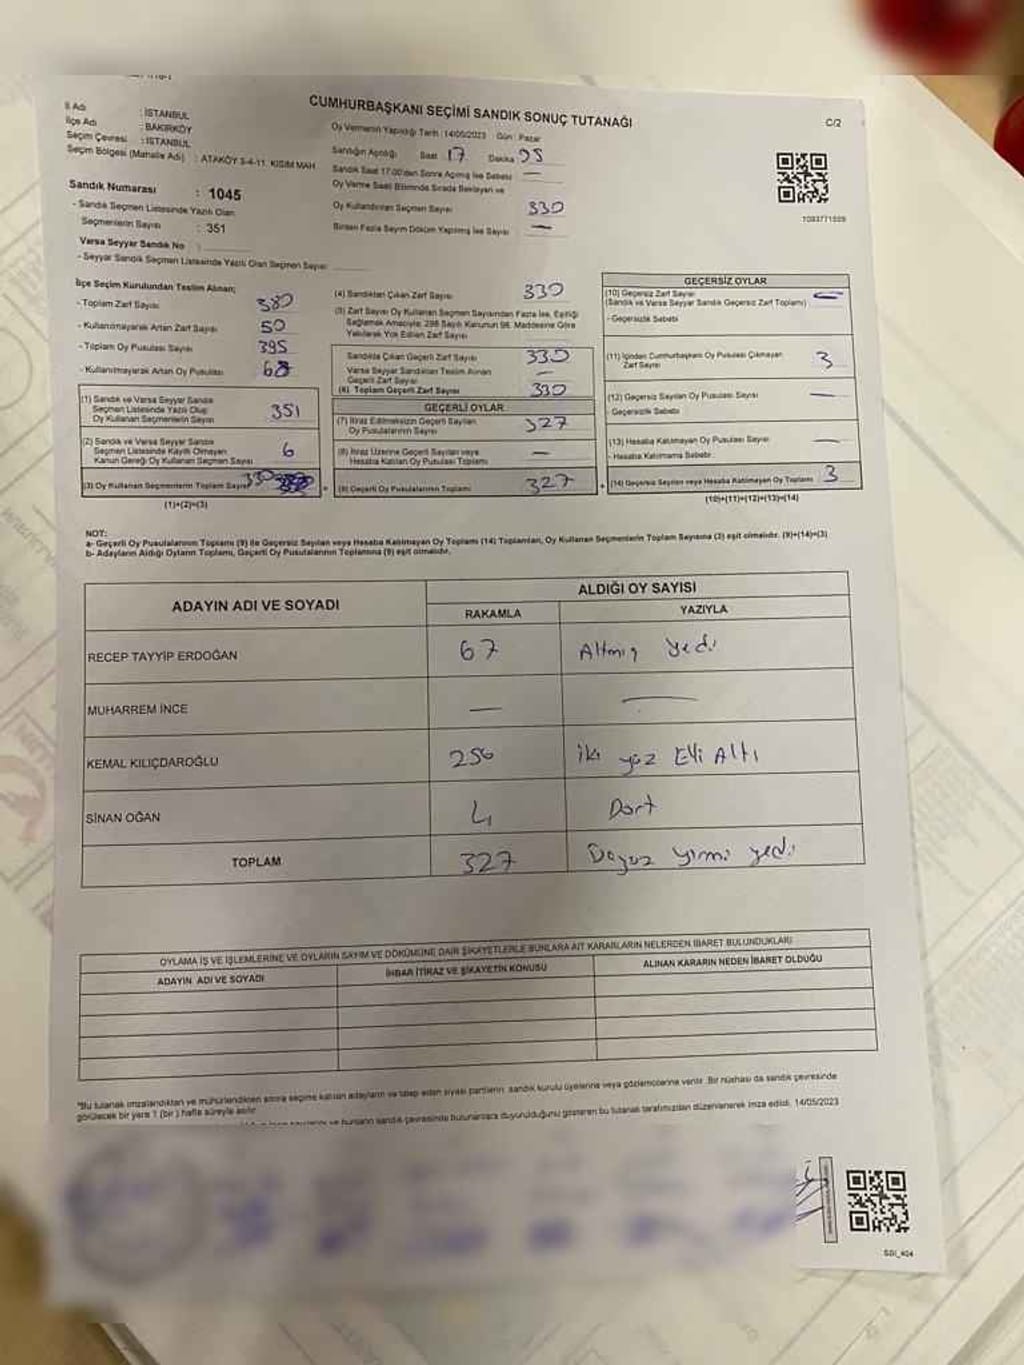 CUMHURBAŞKANI SEÇİMİ SANDIK SONUÇ TUTANAĞI
C/2
İl Adı : İSTANBUL
İlçe Adı : BAKIRKÖY
Seçim Çevresi : İSTANBUL
Seçim Bölgesi (Mahalle Adı) : ATAKÖY 3-4-11. KISIM MAH.
Sandık Numarası : 1045
- Sandık Seçmen Listesinde Yazılı Olan
Seçmenlerin Sayısı : 351
Varsa Seyyar Sandık No :
- Seyyar Sandık Seçmen Listesinde Yazılı Olan Seçmen Sayısı
Oy Vermenin Yapıldığı Tarih : 14/05/2023 Gün : Pazar
Sandığın Açıldığı Saat 17 Dakika
Sandık Saat 17.00'den Sonra Açılmış İse Sebebi —
Oy Verme Saati Bitiminde Sırada Bekleyen ve
Oy Kullandırılan Seçmen Sayısı 330
Birden Fazla Sayım Döküm Yapılmış İse Sayısı —
1093771559
İlçe Seçim Kurulundan Teslim Alınan;
- Toplam Zarf Sayısı 380
- Kullanılmayarak Artan Zarf Sayısı 50
- Toplam Oy Pusulası Sayısı 395
- Kullanılmayarak Artan Oy Pusulası
(1) Sandık ve Varsa Seyyar Sandık
Seçmen Listesinde Yazılı Olup
Oy Kullanan Seçmenlerin Sayısı 351
(2) Sandık ve Varsa Seyyar Sandık
Seçmen Listesinde Kayıtlı Olmayan
Kanun Gereği Oy Kullanan Seçmen Sayısı 6
(3) Oy Kullanan Seçmenlerin Toplam Sayısı 330
(1)+(2)=(3)
(4) Sandıktan Çıkan Zarf Sayısı 330
(5) Zarf Sayısı Oy Kullanan Seçmen Sayısından Fazla İse, Eşitliği
Sağlamak Amacıyla; 298 Sayılı Kanunun 98. Maddesine Göre
Yakılarak Yok Edilen Zarf Sayısı
Sandıkta Çıkan Geçerli Zarf Sayısı 330
Varsa Seyyar Sandıktan Teslim Alınan
Geçerli Zarf Sayısı —
(6) Toplam Geçerli Zarf Sayısı 330
GEÇERLİ OYLAR
(7) İtiraz Edilmeksizin Geçerli Sayılan
Oy Pusulalarının Sayısı 327
(8) İtiraz Üzerine Geçerli Sayılan veya
Hesaba Katılan Oy Pusulası Toplamı —
(9) Geçerli Oy Pusulalarının Toplamı 327
GEÇERSİZ OYLAR
(10) Geçersiz Zarf Sayısı —
(Sandık ve Varsa Seyyar Sandık Geçersiz Zarf Toplamı)
- Geçersizlik Sebebi
(11) İçinden Cumhurbaşkanı Oy Pusulası Çıkmayan
Zarf Sayısı 3
(12) Geçersiz Sayılan Oy Pusulası Sayısı —
- Geçersizlik Sebebi
(13) Hesaba Katılmayan Oy Pusulası Sayısı —
- Hesaba Katılmama Sebebi:
(14) Geçersiz Sayılan veya Hesaba Katılmayan Oy Toplamı 3
(10)+(11)+(12)+(13)=(14)
NOT:
a- Geçerli Oy Pusulalarının Toplamı (9) ile Geçersiz Sayılan veya Hesaba Katılmayan Oy Toplamı (14) Toplamları, Oy Kullanan Seçmenlerin Toplam Sayısına (3) eşit olmalıdır. (9)+(14)=(3)
b- Adayların Aldığı Oyların Toplamı, Geçerli Oy Pusulalarının Toplamına (9) eşit olmalıdır.
ADAYIN ADI VE SOYADI
ALDIĞI OY SAYISI
RAKAMLA YAZIYLA
RECEP TAYYİP ERDOĞAN 67 Altmış yedi
MUHARREM İNCE — —
KEMAL KILIÇDAROĞLU 256 iki yüz Elli Altı
SİNAN OĞAN 4 Dört
TOPLAM 327 yirmi yedi
OYLAMA İŞ VE İŞLEMLERİNE VE OYLARIN SAYIM VE DÖKÜMÜNE DAİR ŞİKAYETLERLE BUNLARA AİT KARARLARIN NELERDEN İBARET BULUNDUKLARI
ADAYIN ADI VE SOYADI
İHBAR İTİRAZ VE ŞİKAYETİN KONUSU
ALINAN KARARIN NEDEN İBARET OLDUĞU
*Bu tutanak imzalandıktan ve mühürlendikten sonra seçime katılan adayların ve talep eden siyasi partilerin, sandık kurulu üyelerine veya gözlemcilerine verilir. Bir nüshası da sandık çevresinde
görülecek bir yere 1 (bir) hafta süreyle asılır.
ve bunların sandık çevresinde bulunanlara duyurulduğunu gösteren bu tutanak tarafımızdan düzenlenerek imza edildi. 14/05/2023
SGI_404